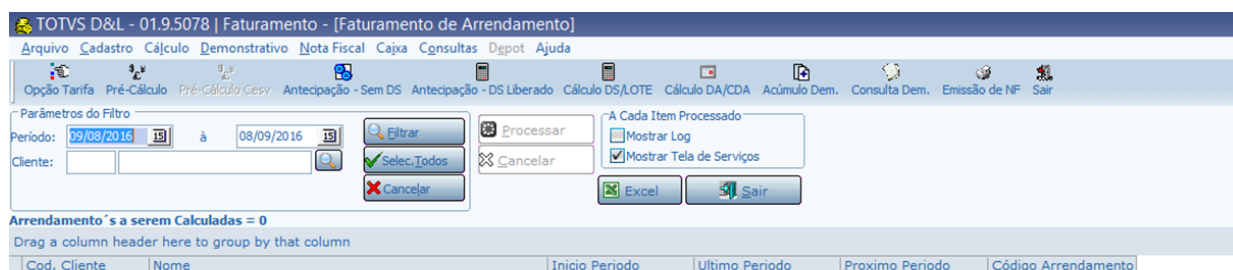 TOTVS D&L - 01.9.5078 | Faturamento - [Faturamento de Arrendamento]
Arquivo Cadastro Cálculo Demonstrativo Nota Fiscal Caixa Consultas Depot Ajuda
Opção Tarifa Pré-Cálculo Pré-Cálculo Cesv Antecipação - Sem DS Antecipação - DS Liberado Cálculo DS/LOTE Cálculo DA/CDA Acúmulo Dem. Consulta Dem. Emissão de NF Sair
Parâmetros do Filtro A Cada Item Processado
Período: 09/08/2016 15 à 08/09/2016 15 Filtrar Processar Mostrar Log
Cliente: Selec.Todos Cancelar Mostrar Tela de Serviços
Cancelar Excel Sair
Arrendamento´s a serem Calculadas = 0
Drag a column header here to group by that column
Cod. Cliente Nome Inicio Periodo Ultimo Periodo Proximo Periodo Código Arrendamento